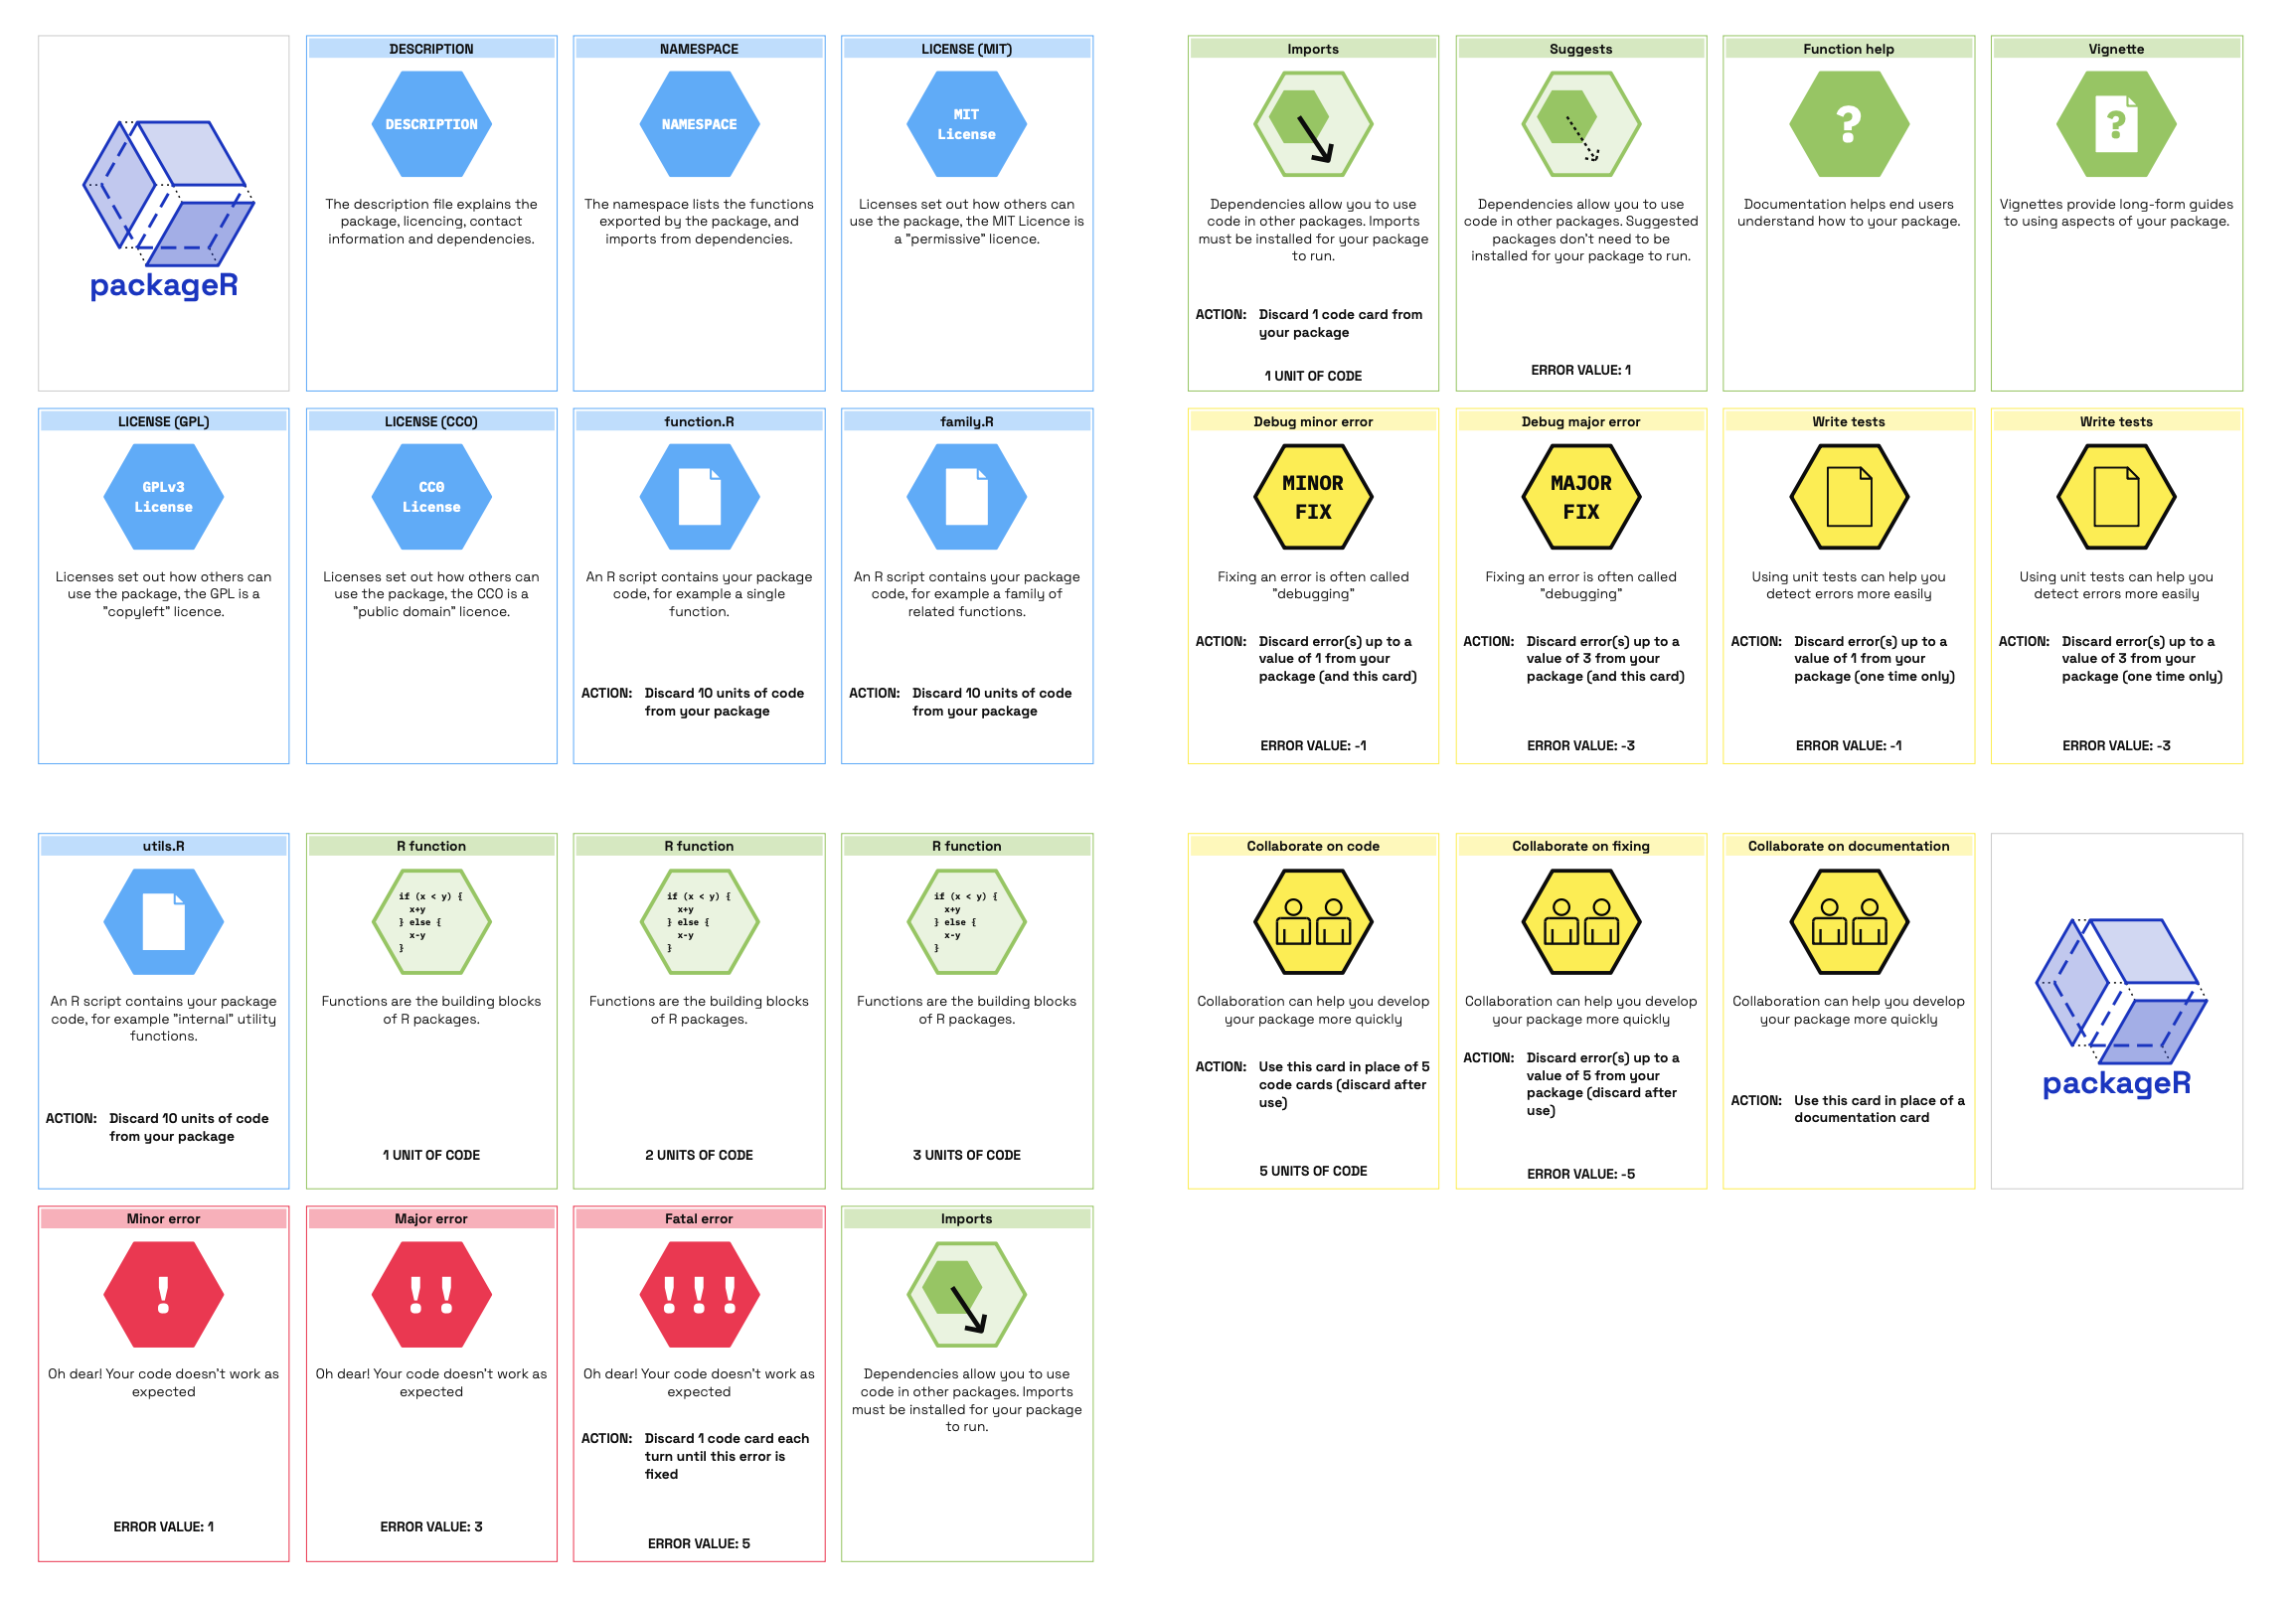 packageR
DESCRIPTION
DESCRIPTION
The description file explains the
package, licencing, contact
information and dependencies.
NAMESPACE
NAMESPACE
The namespace lists the functions
exported by the package, and
imports from dependencies.
LICENSE (MIT)
MIT
License
Licenses set out how others can
use the package, the MIT Licence is
a "permissive" licence.
LICENSE (GPL)
GPLv3
License
Licenses set out how others can
use the package, the GPL is a
"copyleft" licence.
LICENSE (CC0)
CC0
License
Licenses set out how others can
use the package, the CC0 is a
"public domain" licence.
function.R
An R script contains your package
code, for example a single
function.
ACTION: Discard 10 units of code
from your package
family.R
An R script contains your package
code, for example a family of
related functions.
ACTION: Discard 10 units of code
from your package
Imports
Dependencies allow you to use
code in other packages. Imports
must be installed for your package
to run.
ACTION: Discard 1 code card from
your package
1 UNIT OF CODE
Suggests
Dependencies allow you to use
code in other packages. Suggested
packages don't need to be
installed for your package to run.
ERROR VALUE: 1
Function help
?
Documentation helps end users
understand how to your package.
Vignette
?
Vignettes provide long-form guides
to using aspects of your package.
Debug minor error
MINOR
FIX
Fixing an error is often called
"debugging"
ACTION: Discard error(s) up to a
value of 1 from your
package (and this card)
ERROR VALUE: -1
Debug major error
MAJOR
FIX
Fixing an error is often called
"debugging"
ACTION: Discard error(s) up to a
value of 3 from your
package (and this card)
ERROR VALUE: -3
Write tests
Using unit tests can help you
detect errors more easily
ACTION: Discard error(s) up to a
value of 1 from your
package (one time only)
ERROR VALUE: -1
Write tests
Using unit tests can help you
detect errors more easily
ACTION: Discard error(s) up to a
value of 3 from your
package (one time only)
ERROR VALUE: -3
utils.R
An R script contains your package
code, for example "internal" utility
functions.
ACTION: Discard 10 units of code
from your package
R function
if (x < y) {
x+y
} else {
x-y
}
Functions are the building blocks
of R packages.
1 UNIT OF CODE
R function
if (x < y) {
x+y
} else {
x-y
}
Functions are the building blocks
of R packages.
2 UNITS OF CODE
R function
if (x < y) {
x+y
} else {
x-y
}
Functions are the building blocks
of R packages.
3 UNITS OF CODE
Minor error
!
Oh dear! Your code doesn't work as
expected
ERROR VALUE: 1
Major error
! !
Oh dear! Your code doesn't work as
expected
ERROR VALUE: 3
Fatal error
! ! !
Oh dear! Your code doesn't work as
expected
ACTION: Discard 1 code card each
turn until this error is
fixed
ERROR VALUE: 5
Imports
Dependencies allow you to use
code in other packages. Imports
must be installed for your package
to run.
Collaborate on code
Collaboration can help you develop
your package more quickly
ACTION: Use this card in place of 5
code cards (discard after
use)
5 UNITS OF CODE
Collaborate on fixing
Collaboration can help you develop
your package more quickly
ACTION: Discard error(s) up to a
value of 5 from your
package (discard after
use)
ERROR VALUE: -5
Collaborate on documentation
Collaboration can help you develop
your package more quickly
ACTION: Use this card in place of a
documentation card
packageR